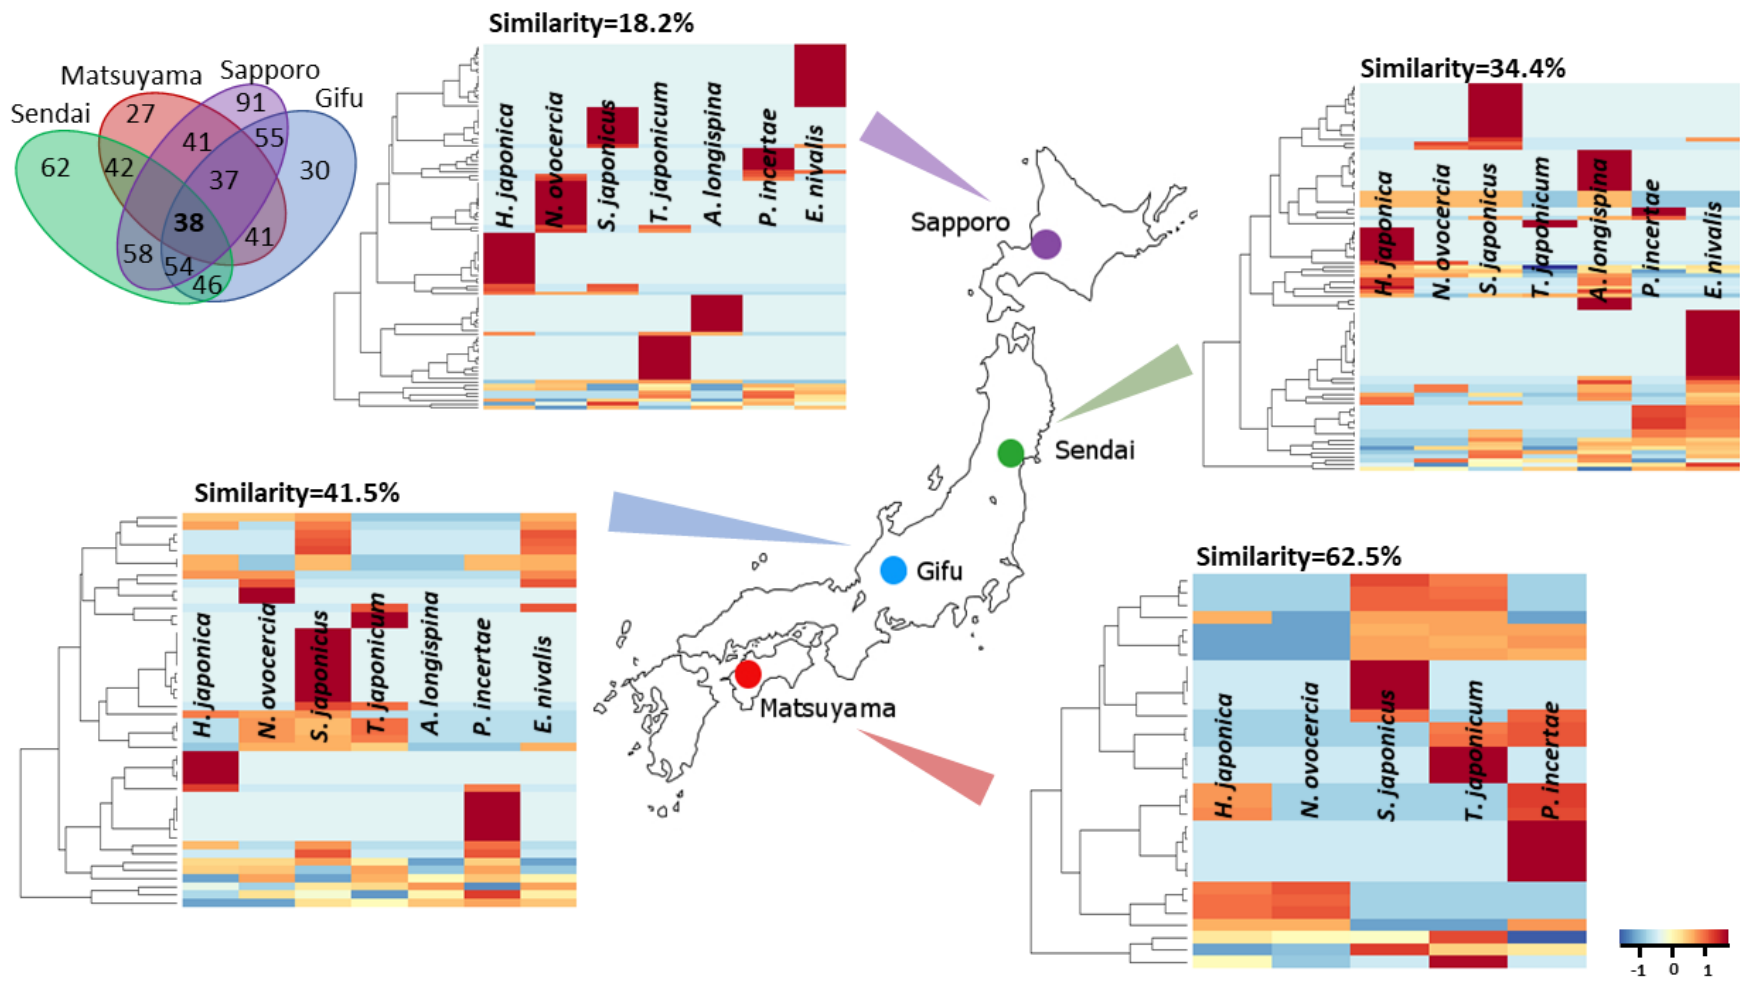 Similarity=18.2%
Similarity=34.4%
Matsuyama
Sapporo
Sendai
Gifu
27
91
41
55
62
42
37
30
38
58
54
41
46
H. japonica
N. ovocercia
S. japonicus
T. japonicum
A. longispina
P. incertae
E. nivalis
H. japonica
N. ovocercia
S. japonicus
T. japonicum
A. longispina
P. incertae
E. nivalis
Sapporo
Sendai
Gifu
Matsuyama
Similarity=41.5%
H. japonica
N. ovocercia
S. japonicus
T. japonicum
A. longispina
P. incertae
E. nivalis
Similarity=62.5%
H. japonica
N. ovocercia
S. japonicus
T. japonicum
P. incertae
-1 0 1